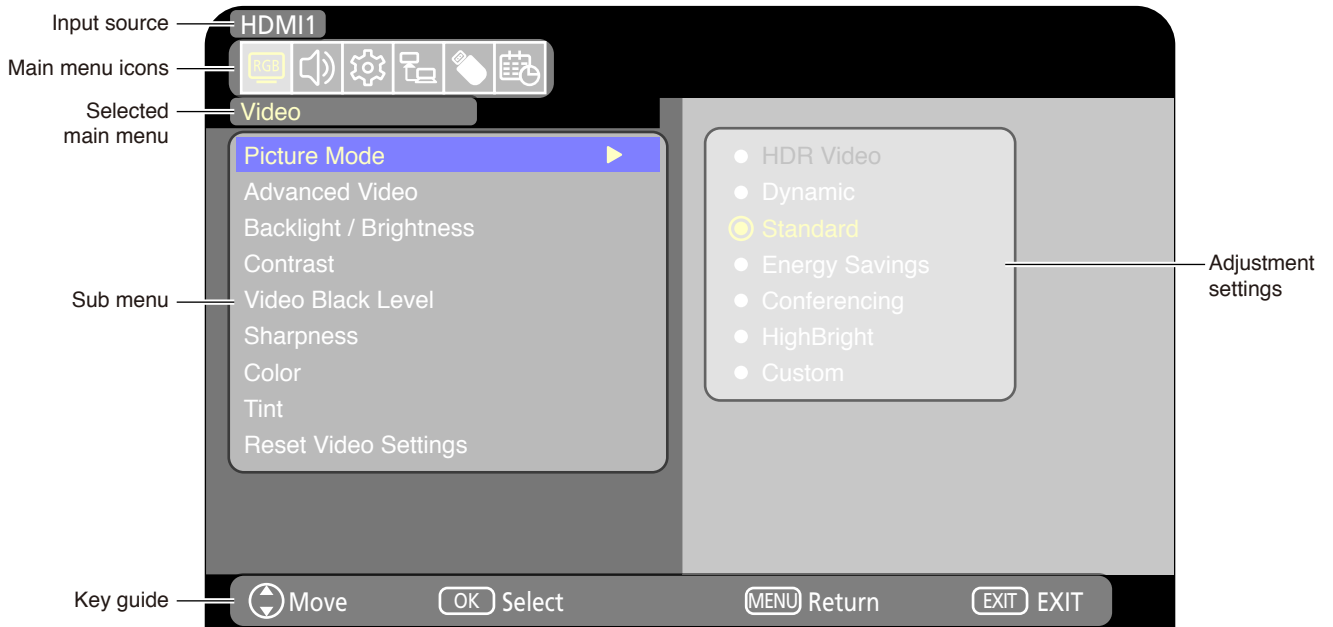 Input source
HDMI1
Main menu icons
RGB
Selected
main menu
Video
Picture Mode
Advanced Video
Backlight / Brightness
Contrast
Sub menu
Video Black Level
Sharpness
Color
Tint
Reset Video Settings
HDR Video
Dynamic
Standard
Energy Savings
Conferencing
HighBright
Custom
Adjustment
settings
Key guide
Move
OK Select
MENU Return
EXIT EXIT